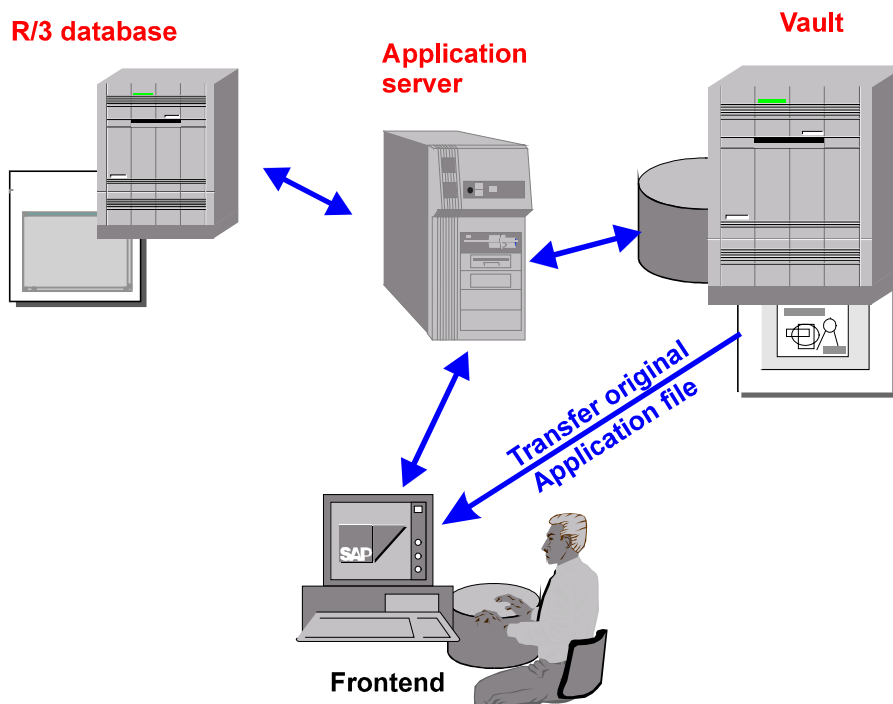 R/3 database
Application
server
Vault
Transfer original
Application file
SAP
Frontend